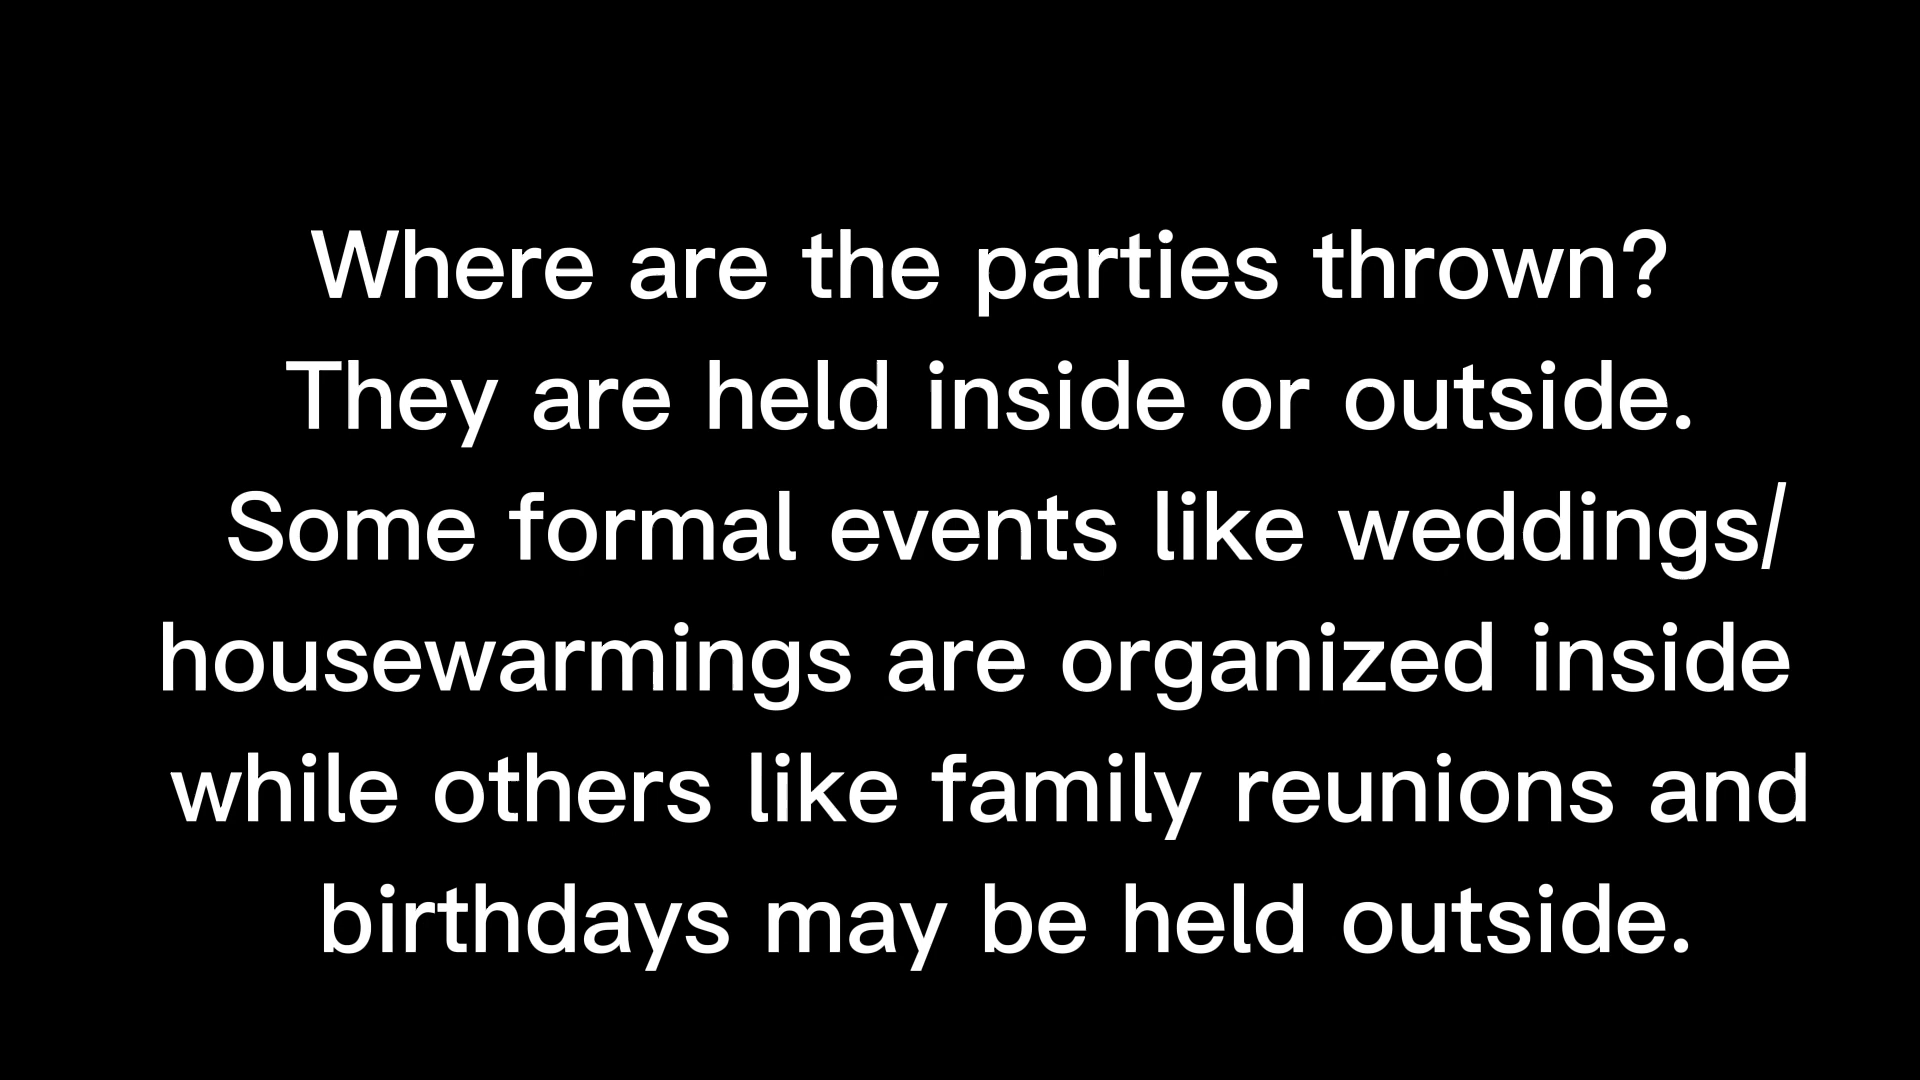 Where are the parties thrown?
They are held inside or outside.
Some formal events like weddings/
housewarmings are organized inside
while others like family reunions and
birthdays may be held outside.